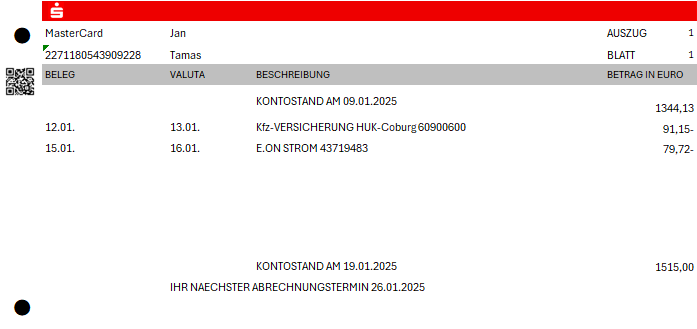 MasterCard Jan AUSZUG 1
2271180543909228 Tamas BLATT 1
BELEG VALUTA BESCHREIBUNG BETRAG IN EURO
KONTOSTAND AM 09.01.2025 1344,13
12.01. 13.01. Kfz-VERSICHERUNG HUK-Coburg 60900600 91,15-
15.01. 16.01. E.ON STROM 43719483 79,72-
KONTOSTAND AM 19.01.2025 1515,00
IHR NAECHSTER ABRECHNUNGSTERMIN 26.01.2025